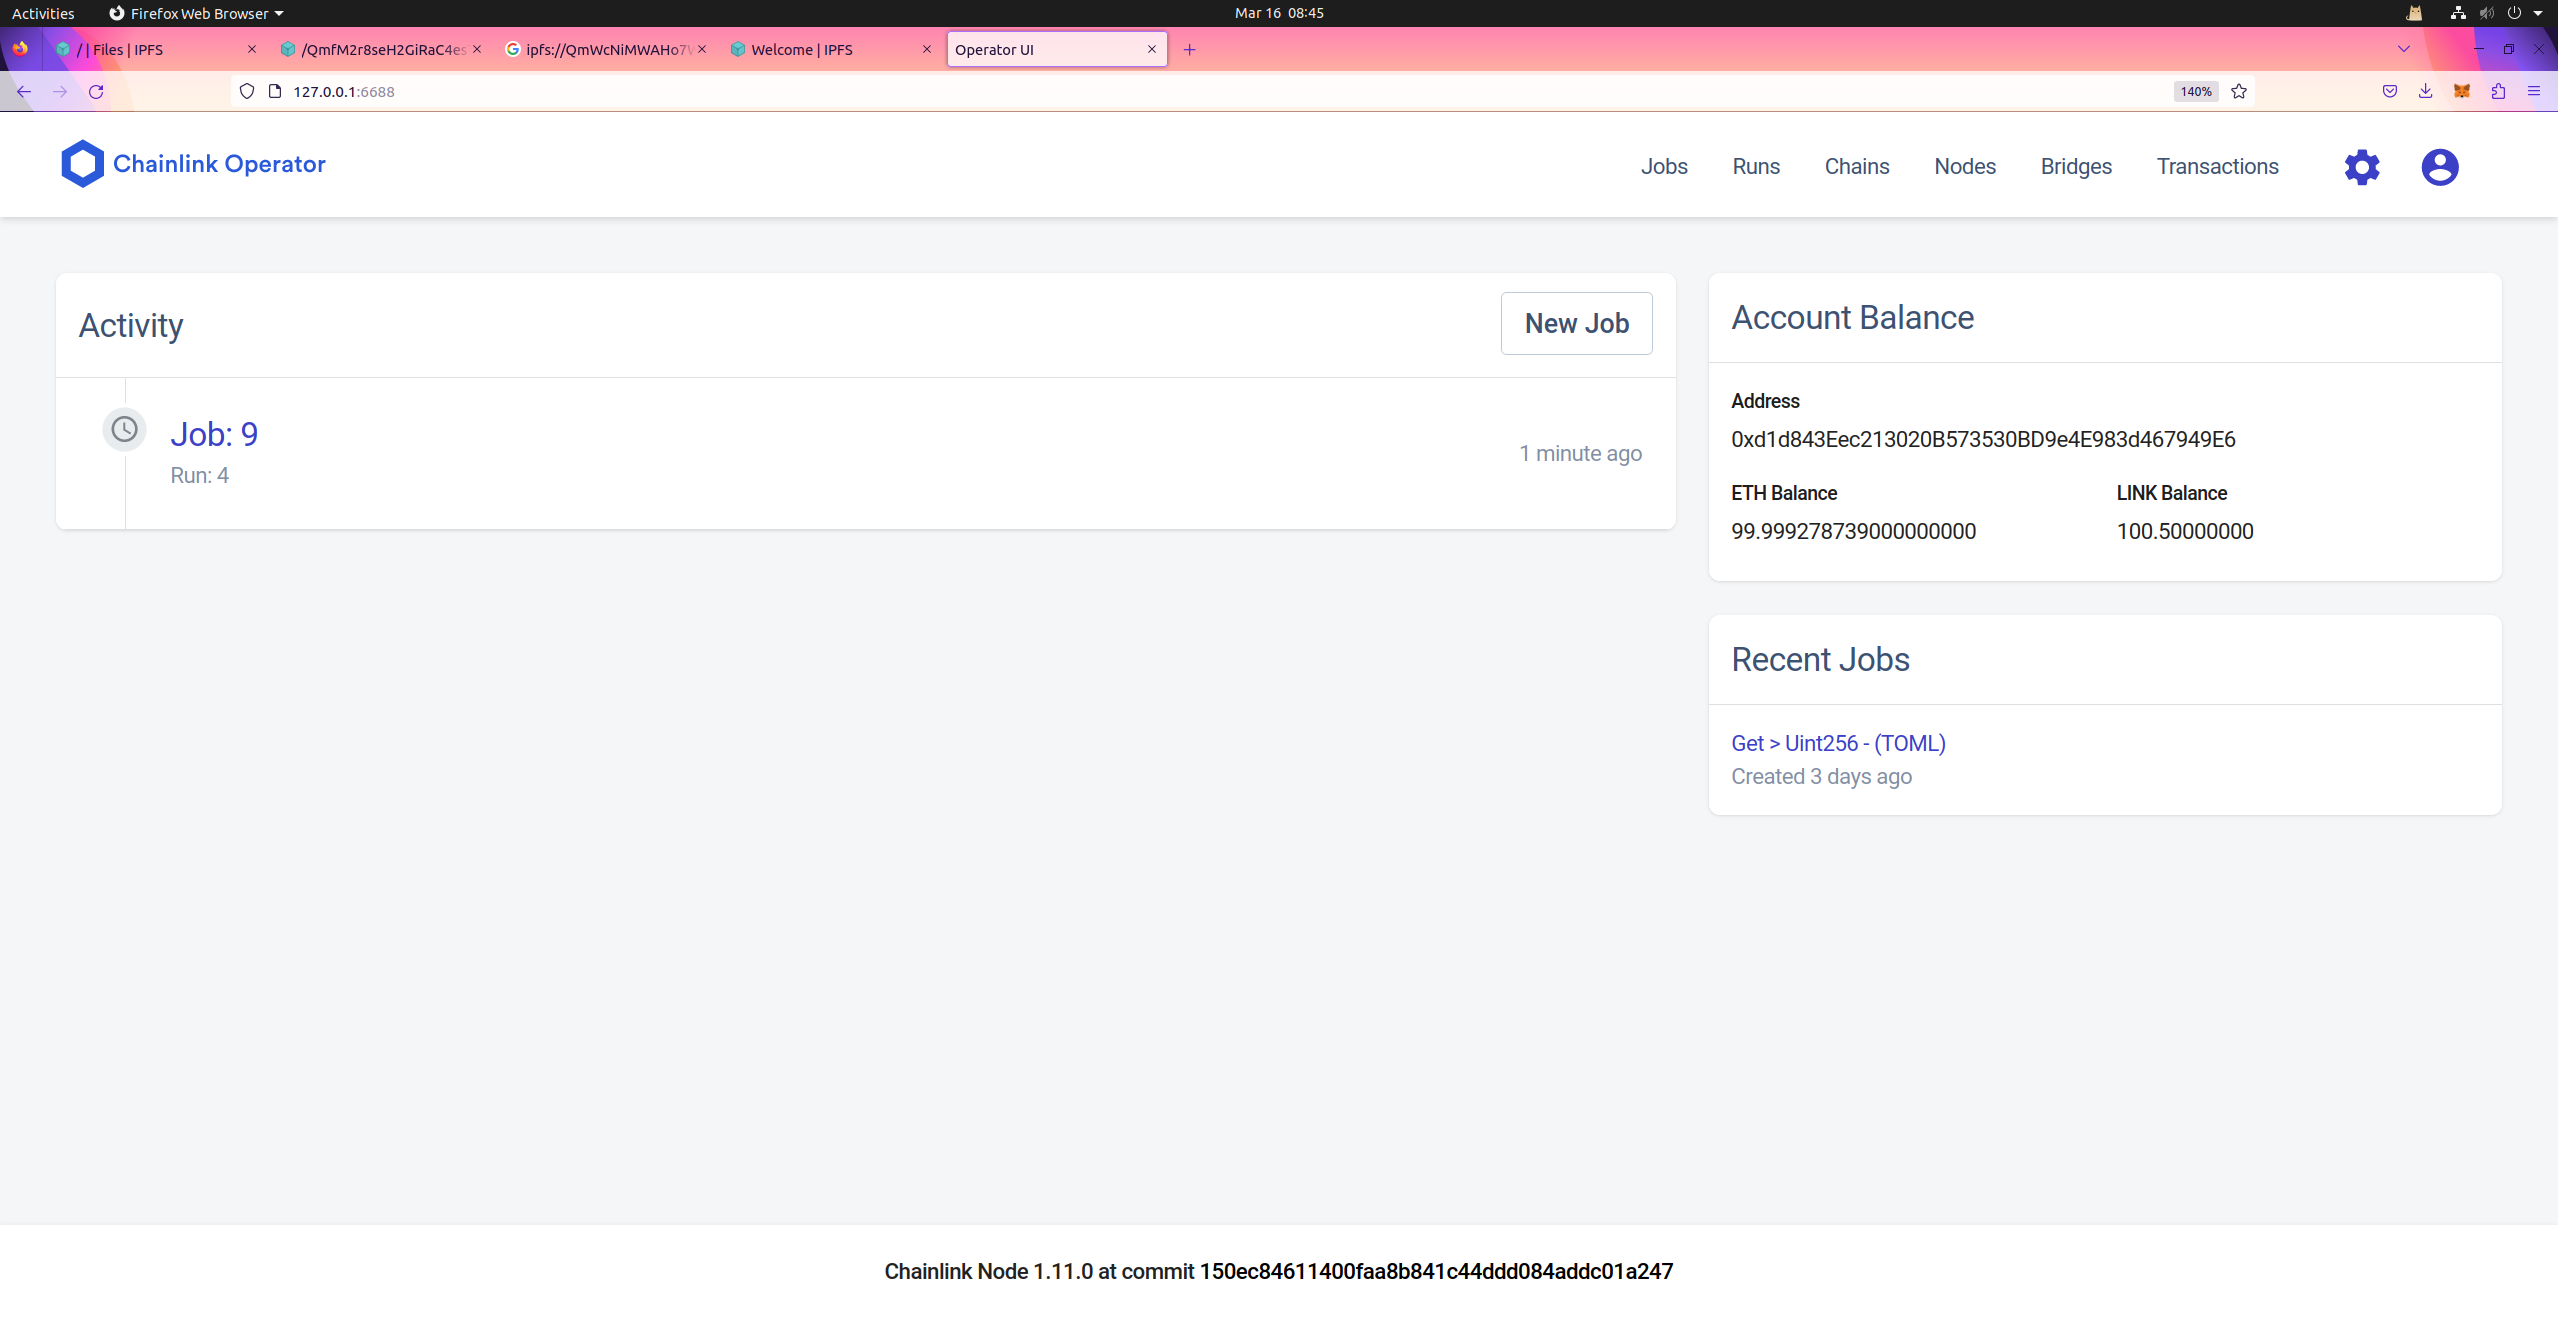 Activities Firefox Web Browser Mar 16 08:45
/ | Files | IPFS /QmfM2r8seH2GiRaC4es ipfs://QmWcNiMWAHo7 Welcome | IPFS Operator UI
127.0.0.1:6688 140%
Chainlink Operator Jobs Runs Chains Nodes Bridges Transactions
Activity New Job
Job: 9
Run: 4
1 minute ago
Account Balance
Address
0xd1d843Eec213020B573530BD9e4E983d467949E6
ETH Balance LINK Balance
99.999278739000000000 100.50000000
Recent Jobs
Get > Uint256 - (TOML)
Created 3 days ago
Chainlink Node 1.11.0 at commit 150ec84611400faa8b841c44ddd084addc01a247